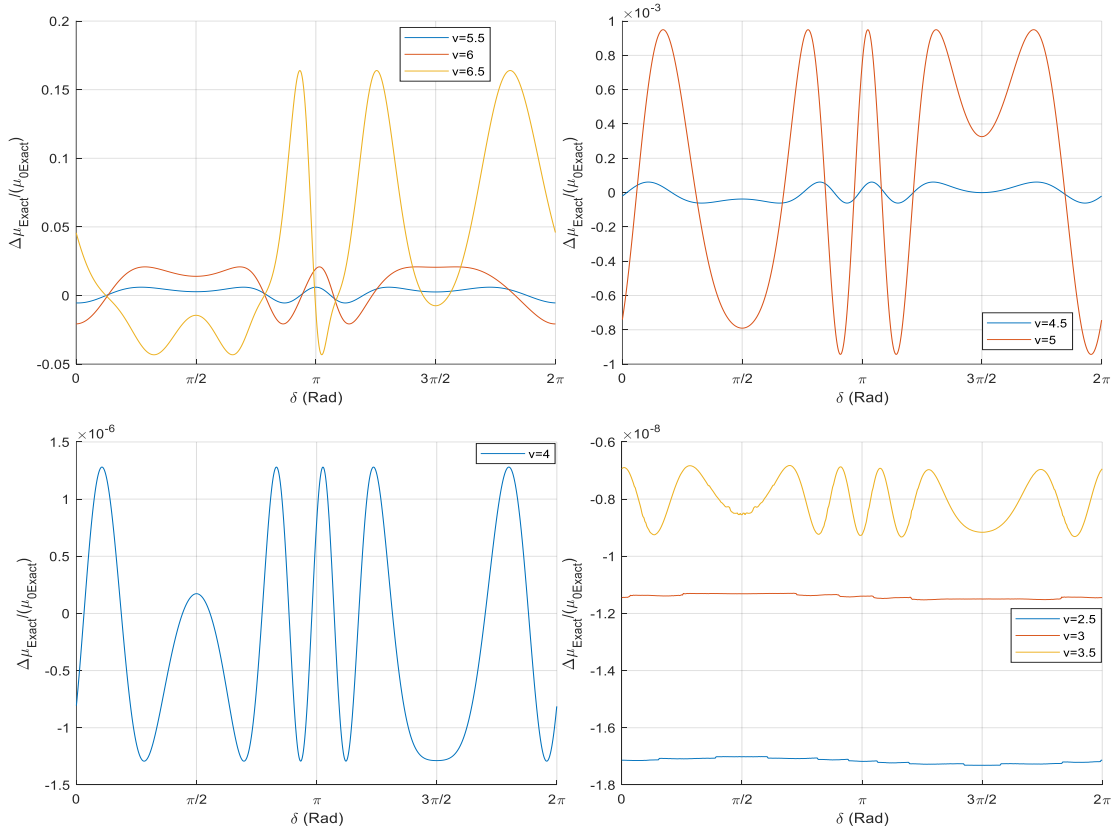 0.2
0.15
0.1
0.05
0
-0.05
0
π/2
π
3π/2
2π
δ (Rad)
Δμ_Exact/(μ_0Exact)
v=5.5
v=6
v=6.5
×10^-3
1
0.8
0.6
0.4
0.2
0
-0.2
-0.4
-0.6
-0.8
-1
0
π/2
π
3π/2
2π
δ (Rad)
Δμ_Exact/(μ_0Exact)
v=4.5
v=5
×10^-6
1.5
1
0.5
0
-0.5
-1
-1.5
0
π/2
π
3π/2
2π
δ (Rad)
Δμ_Exact/(μ_0Exact)
v=4
×10^-8
-0.6
-0.8
-1
-1.2
-1.4
-1.6
-1.8
0
π/2
π
3π/2
2π
δ (Rad)
Δμ_Exact/(μ_0Exact)
v=2.5
v=3
v=3.5